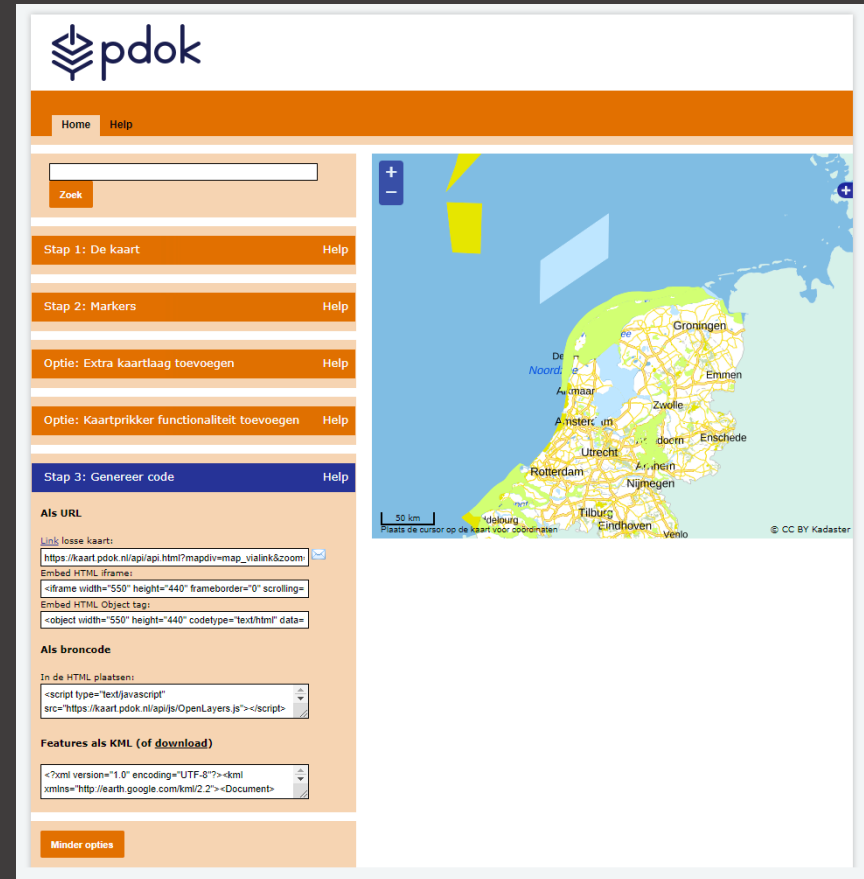 pdok
Home Help
Zoek
Stap 1: De kaart Help
Stap 2: Markers Help
Optie: Extra kaartlaag toevoegen Help
Optie: Kaartprikker functionaliteit toevoegen Help
Stap 3: Genereer code Help
Als URL
Link losse kaart:
https://kaart.pdok.nl/api/api.html?mapdiv=map_vialink&zoom
Embed HTML iframe:
<iframe width="550" height="440" frameborder="0" scrolling=
Embed HTML Object tag:
<object width="550" height="440" codetype="text/html" data=
Als broncode
In de HTML plaatsen:
<script type="text/javascript"
src="https://kaart.pdok.nl/api/js/OpenLayers.js"></script>
Features als KML (of download)
<?xml version="1.0" encoding="UTF-8"?><kml
xmlns="http://earth.google.com/kml/2.2"><Document>
Minder opties
+
−
+
Groningen
Emmen
Zwolle
Enschede
Utrecht
Rotterdam
Nijmegen
Tilburg
Eindhoven
Venlo
50 km
Plaats de cursor op de kaart voor coördinaten
© CC BY Kadaster